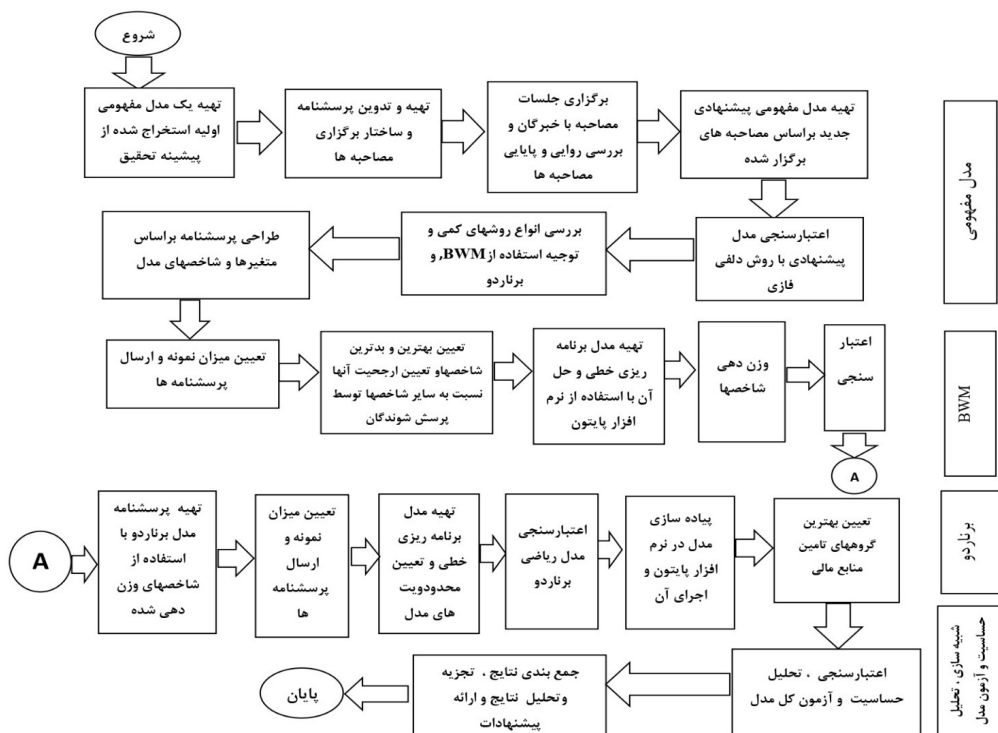 شروع
تهیه یک مدل مفهومی
اولیه استخراج شده از
پیشینه تحقیق
تهیه و تدوین پرسشنامه
و ساختار برگزاری
مصاحبه ها
برگزاری جلسات
مصاحبه با خبرگان و
بررسی روایی و پایایی
مصاحبه ها
تهیه مدل مفهومی پیشنهادی
جدید براساس مصاحبه های
برگزار شده
مدل مفهومی
اعتبارسنجی مدل
پیشنهادی با روش دلفی
فازی
بررسی انواع روشهای کمی و
توجیه استفاده از BWM, و
برناردو
طراحی پرسشنامه براساس
متغیرها و شاخصهای مدل
تعیین میزان نمونه و ارسال
پرسشنامه ها
تعیین بهترین و بدترین
شاخصهاو تعیین ارجحیت آنها
نسبت به سایر شاخصها توسط
پرسش شوندگان
تهیه مدل برنامه
ریزی خطی و حل
آن با استفاده از نرم
افزار پایتون
وزن دهی
شاخصها
اعتبار
سنجی
BWM
A
A
تهیه پرسشنامه
مدل برناردو با
استفاده از
شاخصهای وزن
دهی شده
تعیین میزان
نمونه و
ارسال
پرسشنامه
ها
تهیه مدل
برنامه ریزی
خطی و تعیین
محدودویت
های مدل
اعتبارسنجی
مدل ریاضی
برناردو
پیاده سازی
مدل در نرم
افزار پایتون و
اجرای آن
تعیین بهترین
گروههای تامین
منابع مالی
برناردو
اعتبارسنجی ، تحلیل
حساسیت و آزمون کل مدل
جمع بندی نتایج ، تجزیه
وتحلیل نتایج و ارائه
پیشنهادات
پایان
شبیه سازی ، تحلیل
حساسیت و آزمون مدل